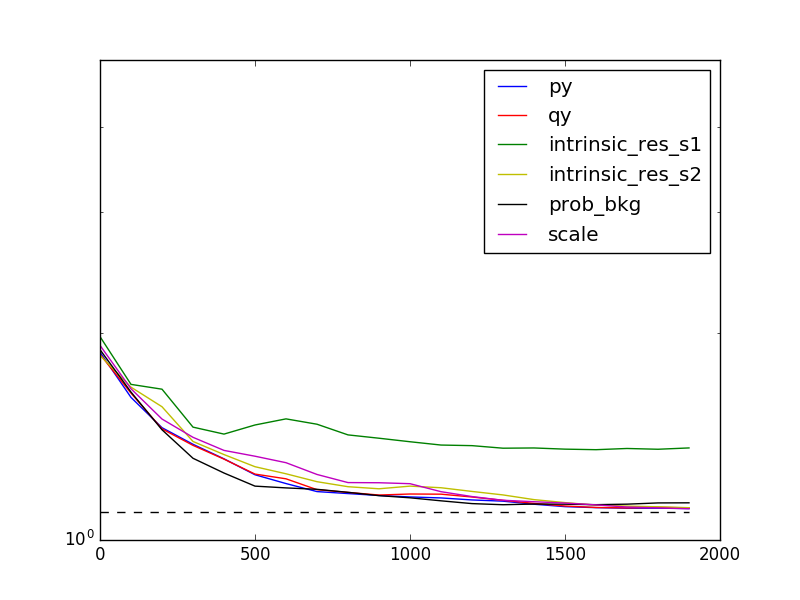 py
qy
intrinsic_res_s1
intrinsic_res_s2
prob_bkg
scale
10^0
0 500 1000 1500 2000